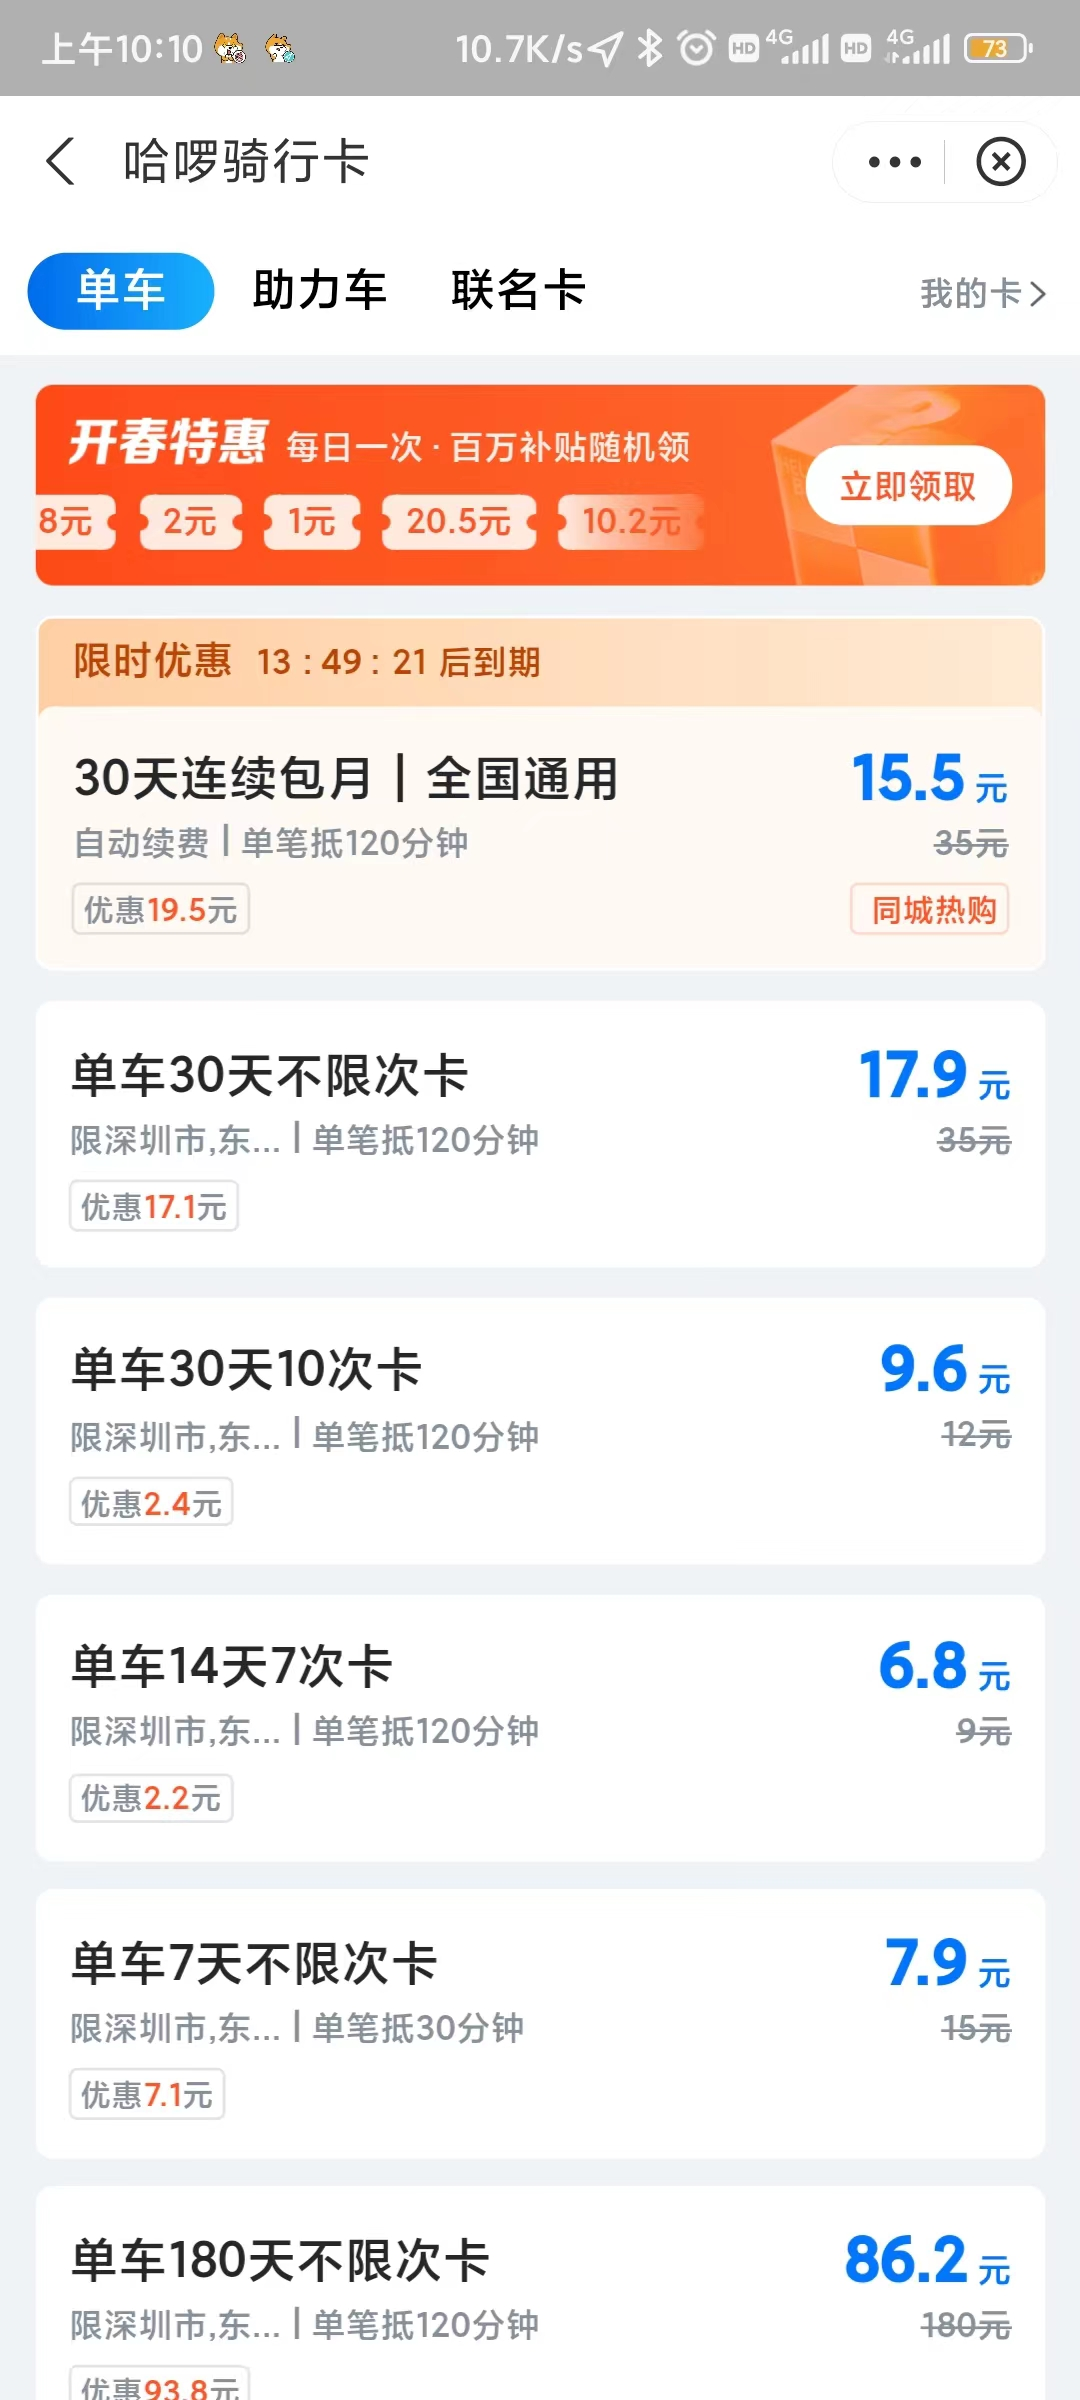 上午10:10
10.7K/s
HD 4G HD 4G 73
哈啰骑行卡
单车 助力车 联名卡 我的卡
开春特惠 每日一次·百万补贴随机领
立即领取
8元 2元 1元 20.5元 10.2元
限时优惠 13:49:21后到期
30天连续包月 | 全国通用 15.5元
自动续费 | 单笔抵120分钟 35元
优惠19.5元 同城热购
单车30天不限次卡 17.9元
限深圳市,东... | 单笔抵120分钟 35元
优惠17.1元
单车30天10次卡 9.6元
限深圳市,东... | 单笔抵120分钟 12元
优惠2.4元
单车14天7次卡 6.8元
限深圳市,东... | 单笔抵120分钟 9元
优惠2.2元
单车7天不限次卡 7.9元
限深圳市,东... | 单笔抵30分钟 15元
优惠7.1元
单车180天不限次卡 86.2元
限深圳市,东... | 单笔抵120分钟 180元
优惠93.8元